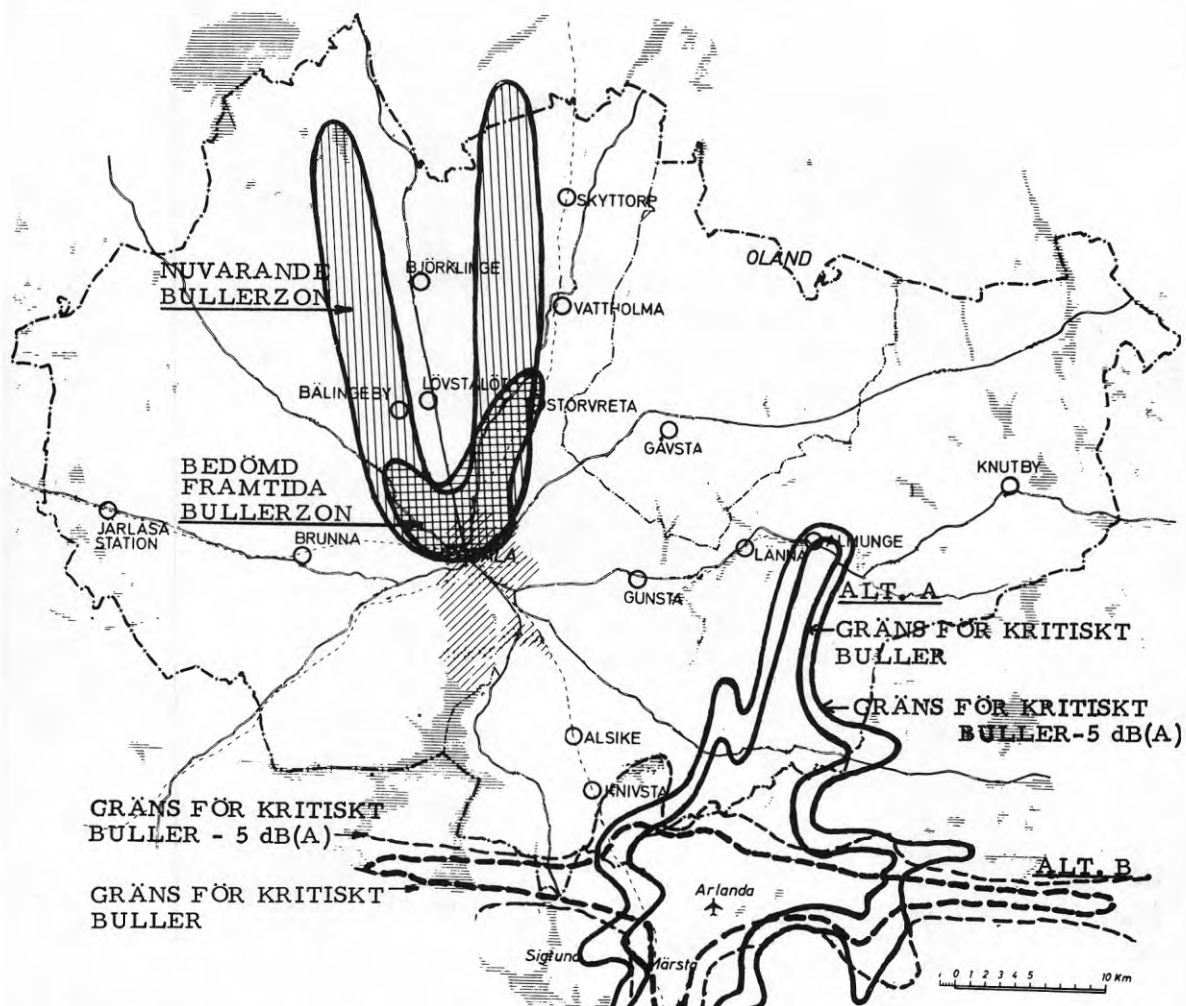 SKYTTORP
OLAND
NUVARANDE
BULLERZON
BJÖRKLINGE
VATTHOLMA
BÄLINGEBY
LÖVSTALÖT
STORVRETA
GÅVSTA
BEDÖMD
FRAMTIDA
BULLERZON
KNUTBY
JÄRLÅSA
STATION
BRUNNA
LÄNNA
ALMUNGE
GUNSTA
ALT. A
GRÄNS FÖR KRITISKT
BULLER
GRÄNS FÖR KRITISKT
BULLER-5 dB(A)
ALSIKE
KNIVSTA
GRÄNS FÖR KRITISKT
BULLER - 5 dB(A)
ALT. B
GRÄNS FÖR KRITISKT
BULLER
Arlanda
Sigtuna
Märsta
0 1 2 3 4 5 10 Km